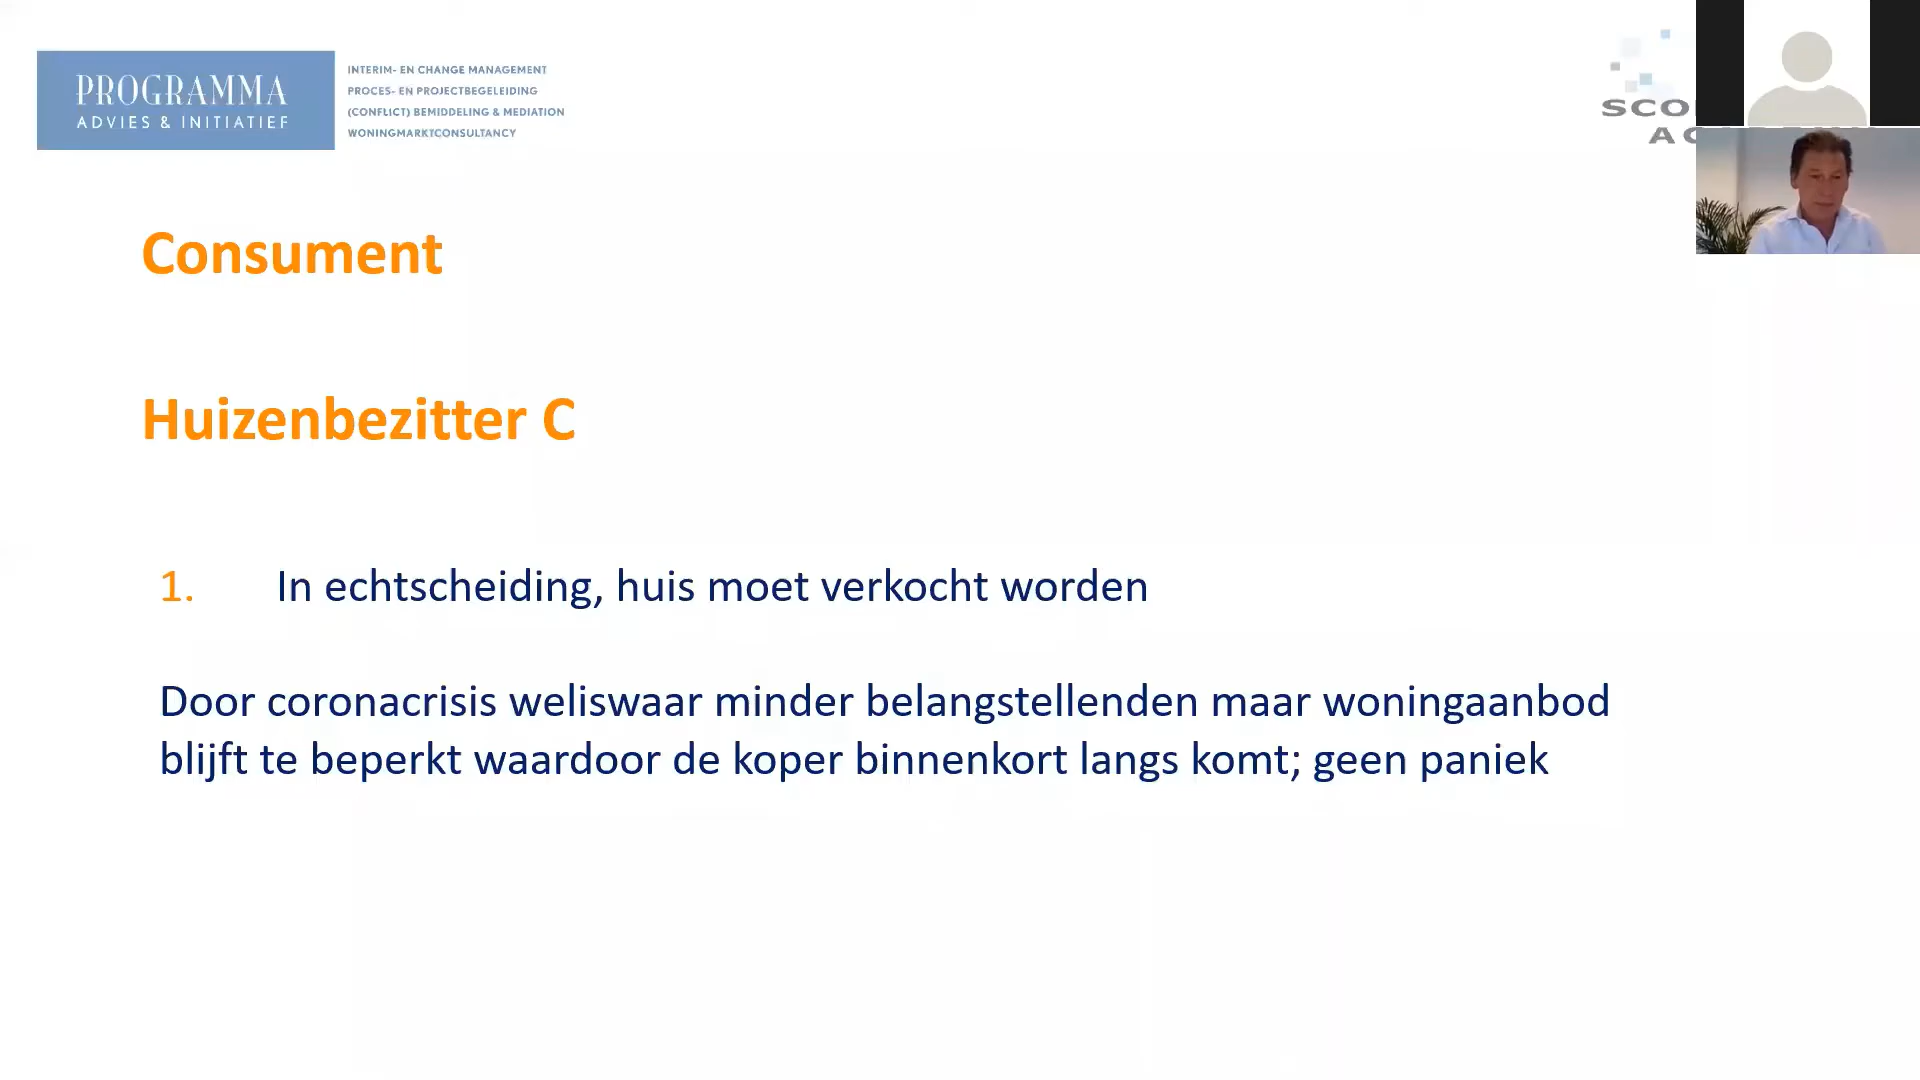 PROGRAMMA
ADVIES & INITIATIEF
INTERIM- EN CHANGE MANAGEMENT
PROCES- EN PROJECTBEGELEIDING
(CONFLICT) BEMIDDELING & MEDIATION
WONINGMARKTCONSULTANCY
Consument
Huizenbezitter C
1. In echtscheiding, huis moet verkocht worden
Door coronacrisis weliswaar minder belangstellenden maar woningaanbod
blijft te beperkt waardoor de koper binnenkort langs komt; geen paniek